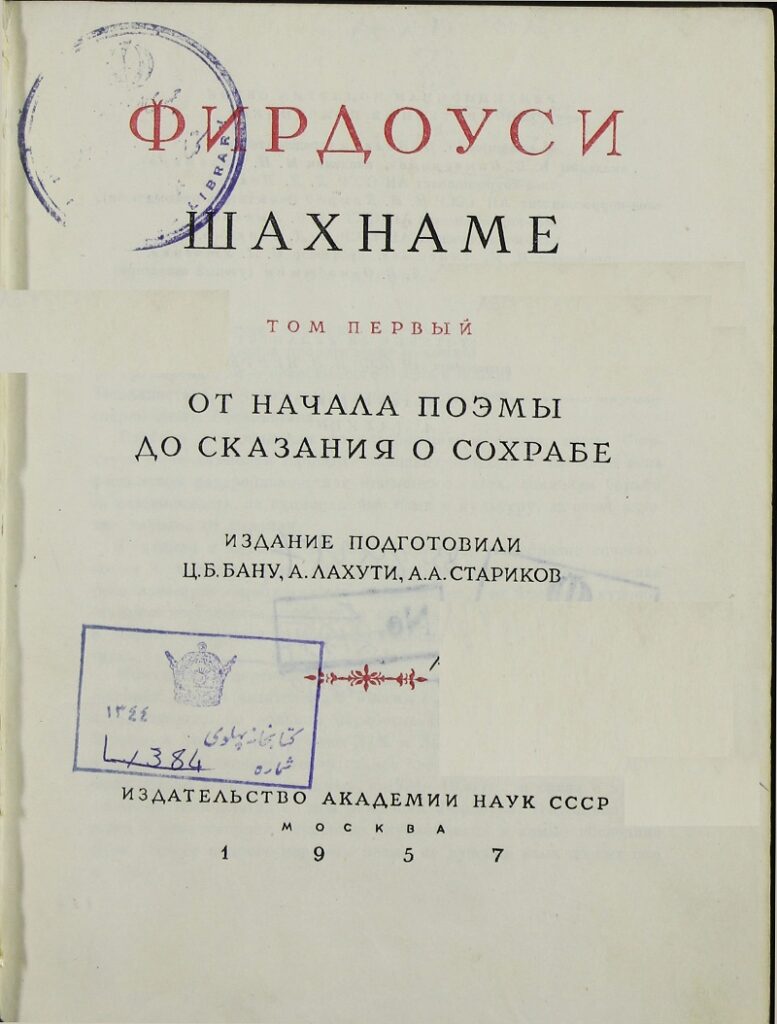 LIBRARY
ФИРДОУСИ
ШАХНАМЕ
ТОМ ПЕРВЫЙ
ОТ НАЧАЛА ПОЭМЫ
ДО СКАЗАНИЯ О СОХРАБЕ
ИЗДАНИЕ ПОДГОТОВИЛИ
Ц.Б.БАНУ, А.ЛАХУТИ, А.А.СТАРИКОВ
۱۳۴۴
کتابخانه پهلوی
شماره
L/384
ИЗДАТЕЛЬСТВО АКАДЕМИИ НАУК СССР
МОСКВА
1957